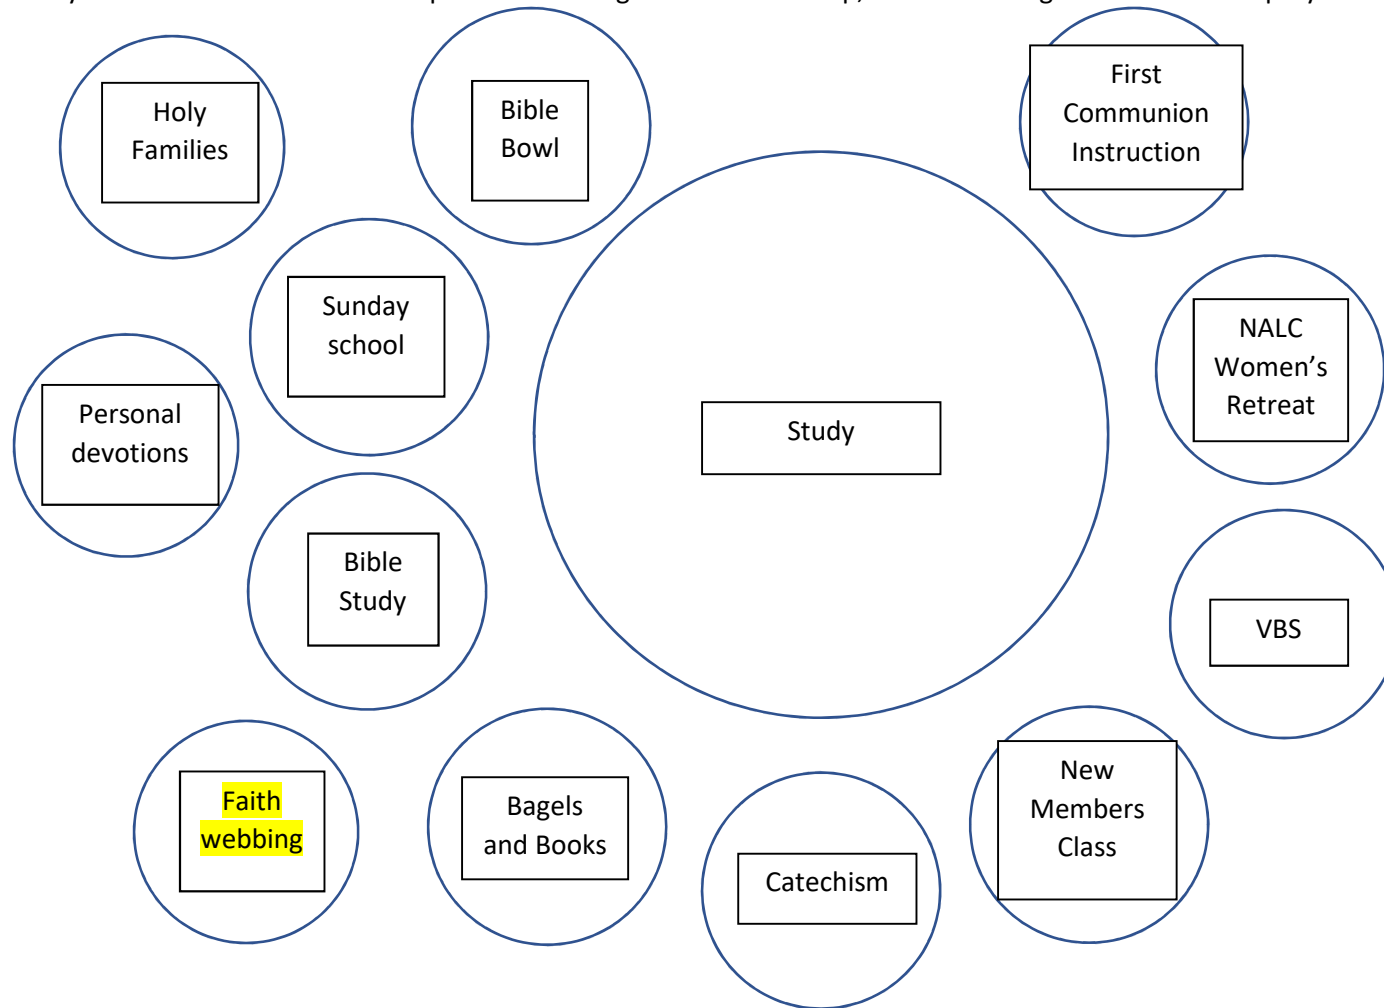 Holy
Families
Bible
Bowl
First
Communion
Instruction
Sunday
school
NALC
Women’s
Retreat
Personal
devotions
Study
Bible
Study
VBS
Faith
webbing
Bagels
and Books
Catechism
New
Members
Class